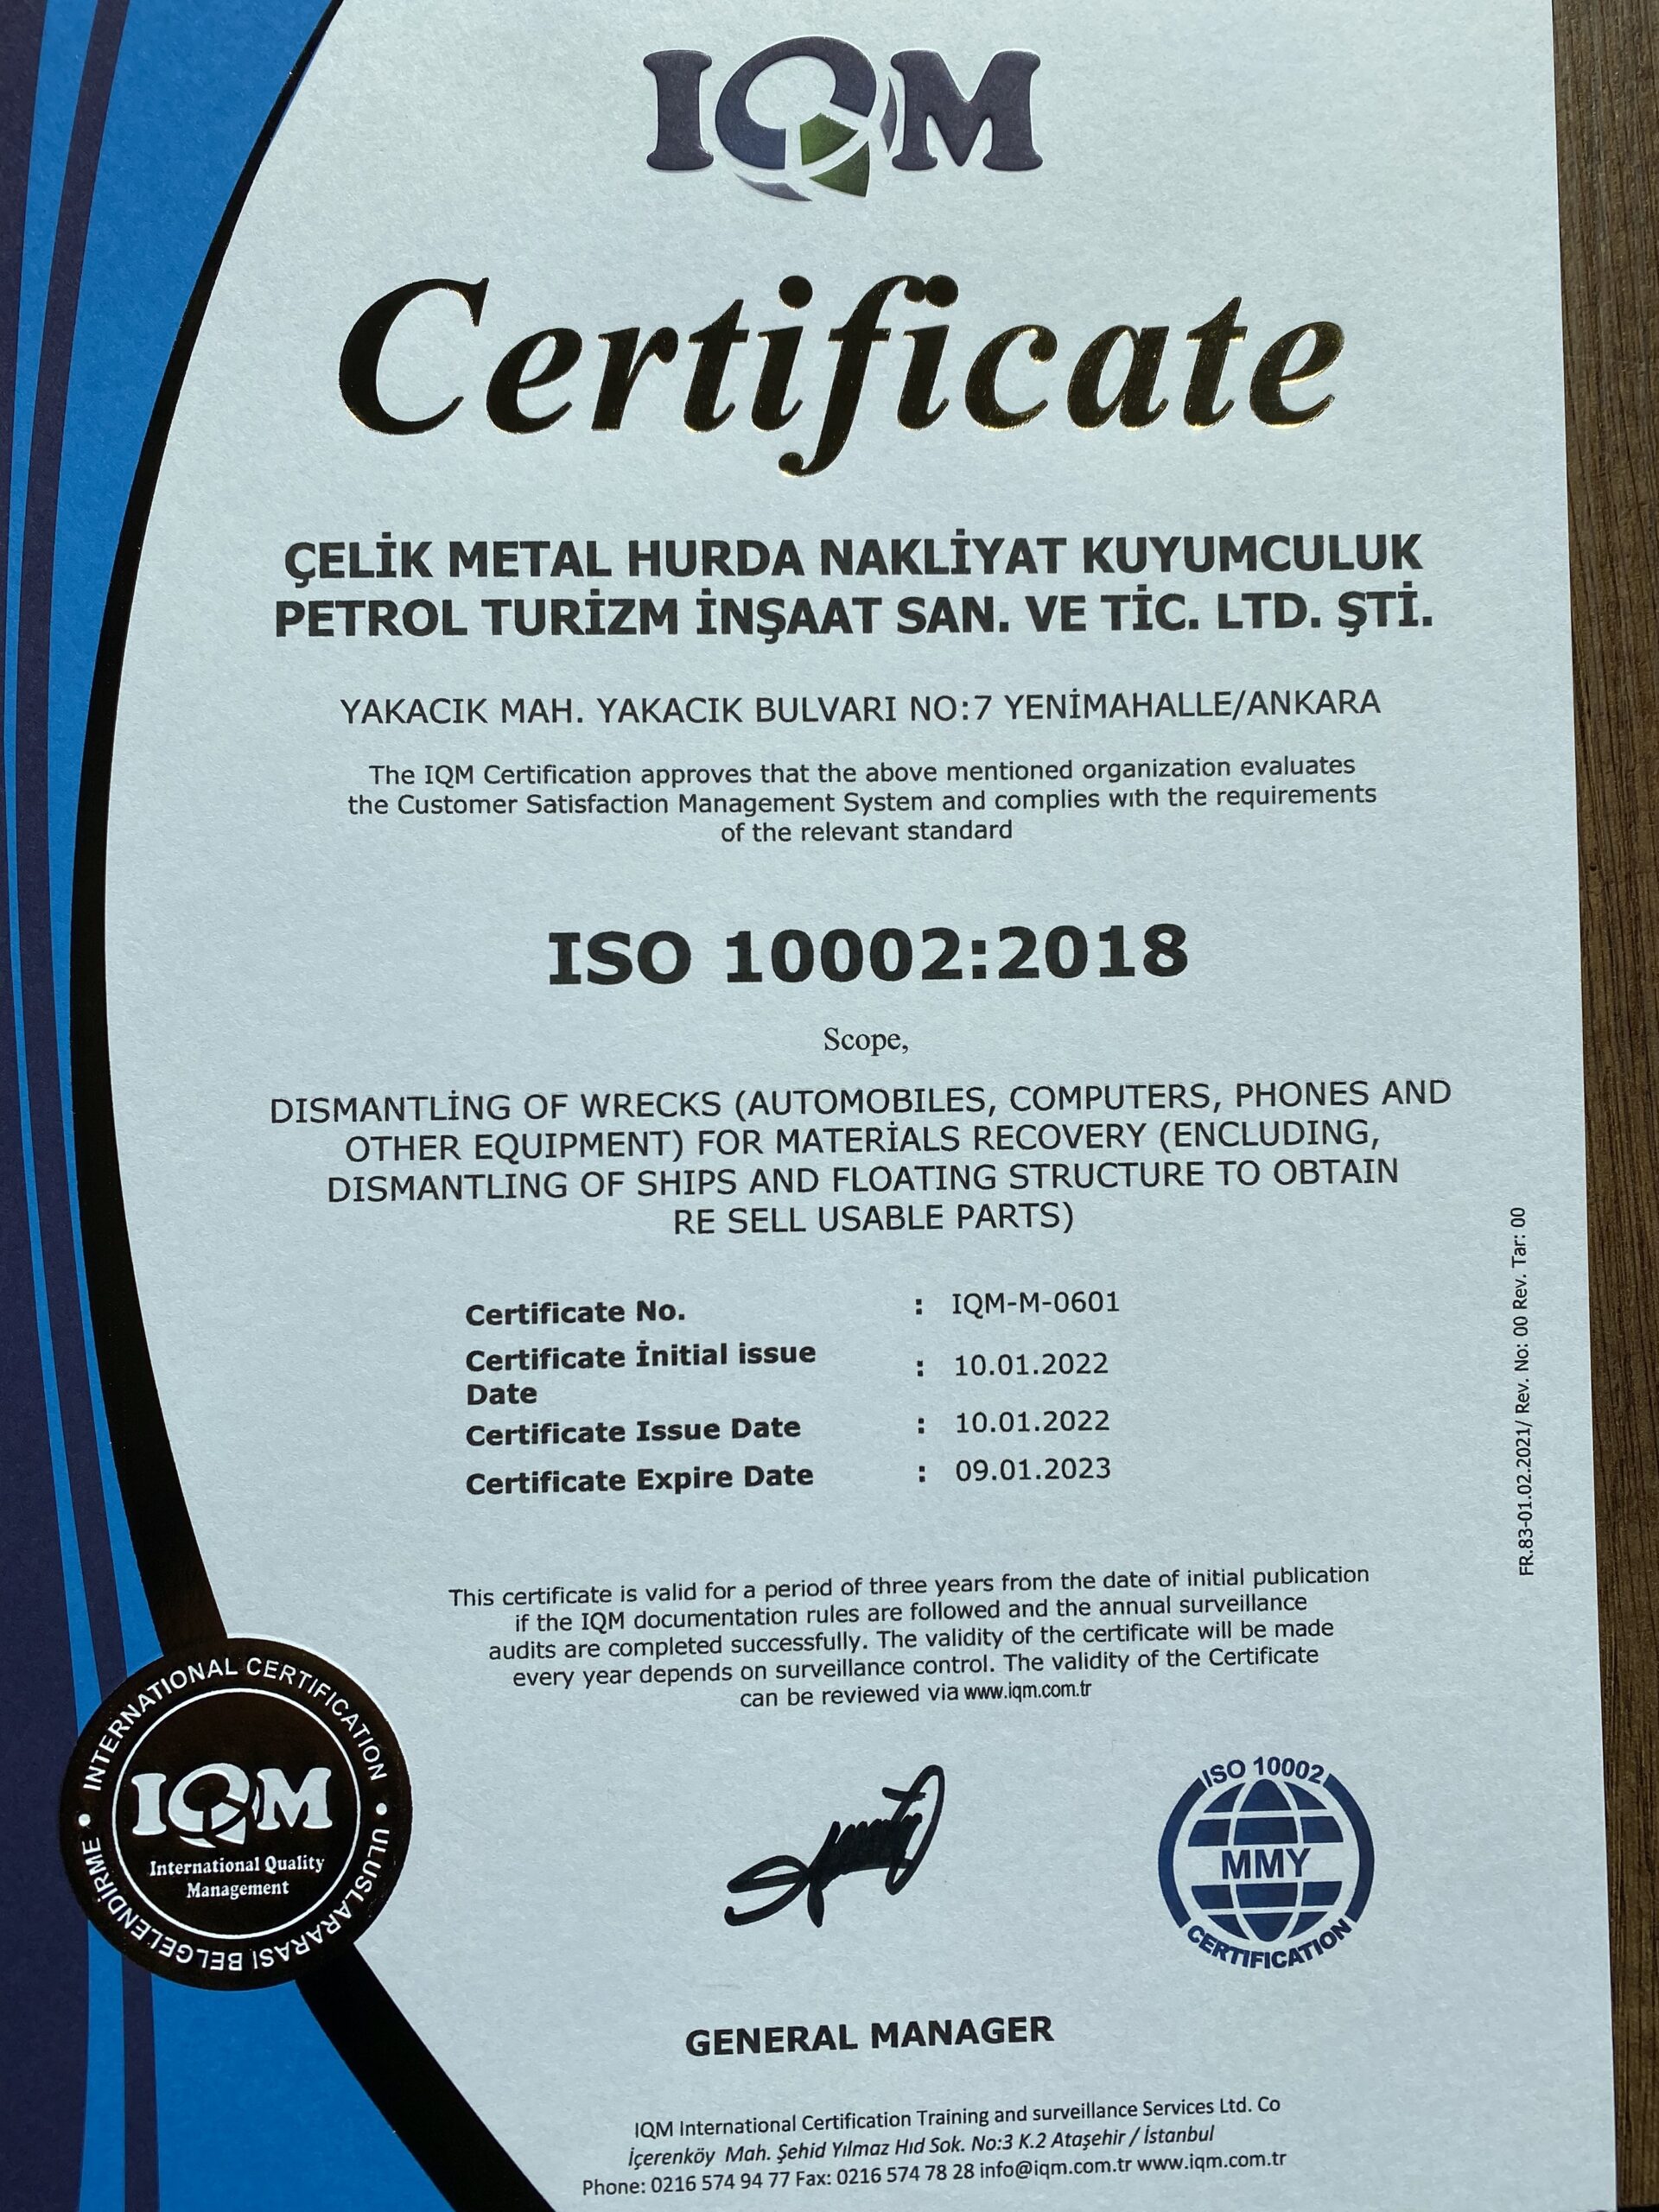 IQM
Certificate
ÇELİK METAL HURDA NAKLİYAT KUYUMCULUK
PETROL TURİZM İNŞAAT SAN. VE TİC. LTD. ŞTİ.
YAKACIK MAH. YAKACIK BULVARI NO:7 YENİMAHALLE/ANKARA
The IQM Certification approves that the above mentioned organization evaluates
the Customer Satisfaction Management System and complies wıth the requirements
of the relevant standard
ISO 10002:2018
Scope,
DISMANTLİNG OF WRECKS (AUTOMOBILES, COMPUTERS, PHONES AND
OTHER EQUIPMENT) FOR MATERİALS RECOVERY (ENCLUDING,
DISMANTLING OF SHIPS AND FLOATING STRUCTURE TO OBTAIN
RE SELL USABLE PARTS)
Certificate No. : IQM-M-0601
Certificate İnitial issue
Date : 10.01.2022
Certificate Issue Date : 10.01.2022
Certificate Expire Date : 09.01.2023
FR.83-01.02.2021/ Rev. No: 00 Rev. Tar: 00
This certificate is valid for a period of three years from the date of initial publication
if the IQM documentation rules are followed and the annual surveillance
audits are completed successfully. The validity of the certificate will be made
every year depends on surveillance control. The validity of the Certificate
can be reviewed via www.iqm.com.tr
INTERNATIONAL CERTIFICATION
IQM
International Quality
Management
ULUSLARARASI BELGELENDİRME
ISO 10002
MMY
CERTIFICATION
GENERAL MANAGER
IQM International Certification Training and surveillance Services Ltd. Co
İçerenköy Mah. Şehid Yılmaz Hıd Sok. No:3 K.2 Ataşehir / İstanbul
Phone: 0216 574 94 77 Fax: 0216 574 78 28 info@iqm.com.tr www.iqm.com.tr